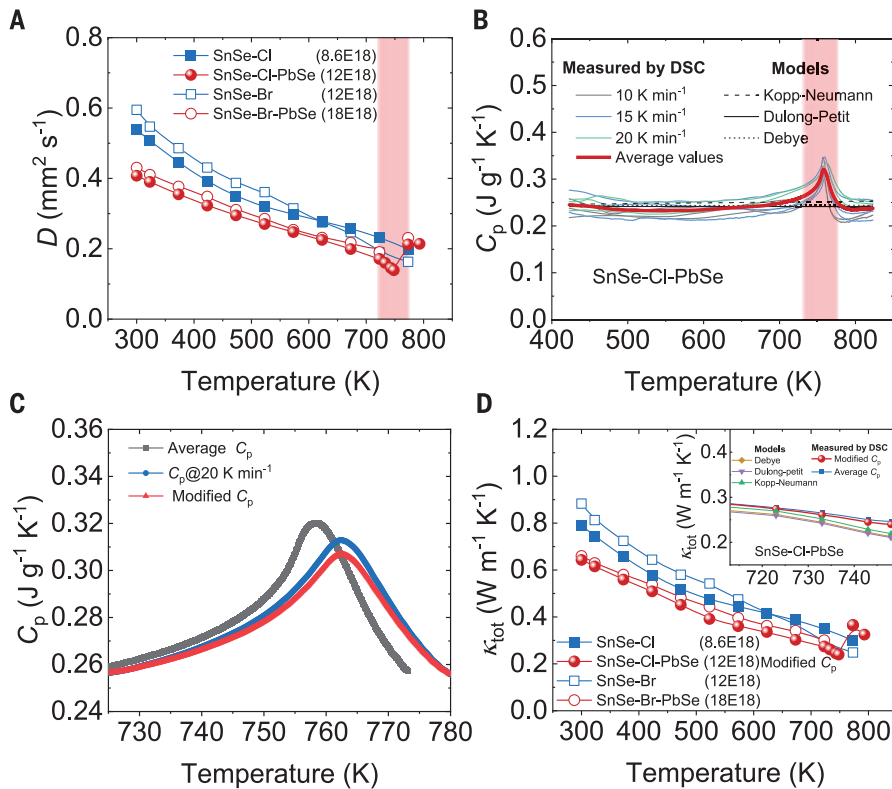 A
D (mm² s⁻¹)
0.8
0.6
0.4
0.2
0.0
SnSe-Cl (8.6E18)
SnSe-Cl-PbSe (12E18)
SnSe-Br (12E18)
SnSe-Br-PbSe (18E18)
300 400 500 600 700 800
Temperature (K)
B
Cp (J g⁻¹ K⁻¹)
0.6
0.5
0.4
0.3
0.2
0.1
0.0
Measured by DSC
10 K min⁻¹
15 K min⁻¹
20 K min⁻¹
Average values
Models
Kopp-Neumann
Dulong-Petit
Debye
SnSe-Cl-PbSe
400 500 600 700 800
Temperature (K)
C
Cp (J g⁻¹ K⁻¹)
0.36
0.34
0.32
0.30
0.28
0.26
0.24
Average Cp
Cp@20 K min⁻¹
Modified Cp
730 740 750 760 770 780
Temperature (K)
D
κtot (W m⁻¹ K⁻¹)
1.2
1.0
0.8
0.6
0.4
0.2
0.0
κtot (W m⁻¹ K⁻¹)
0.4
0.3
0.2
Models
Debye
Dulong-petit
Kopp-Neumann
Measured by DSC
Modified Cp
Average Cp
SnSe-Cl-PbSe
720 730 740
SnSe-Cl (8.6E18)
SnSe-Cl-PbSe (12E18) Modified Cp
SnSe-Br (12E18)
SnSe-Br-PbSe (18E18)
300 400 500 600 700 800
Temperature (K)